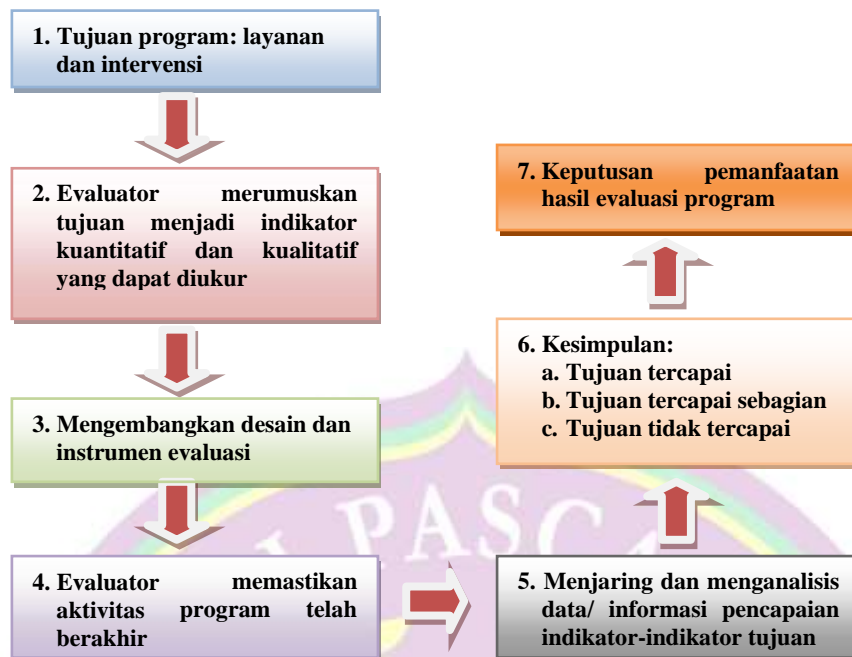 1. Tujuan program: layanan
dan intervensi
2. Evaluator merumuskan
tujuan menjadi indikator
kuantitatif dan kualitatif
yang dapat diukur
3. Mengembangkan desain dan
instrumen evaluasi
4. Evaluator memastikan
aktivitas program telah
berakhir
5. Menjaring dan menganalisis
data/ informasi pencapaian
indikator-indikator tujuan
6. Kesimpulan:
a. Tujuan tercapai
b. Tujuan tercapai sebagian
c. Tujuan tidak tercapai
7. Keputusan pemanfaatan
hasil evaluasi program
PASCA